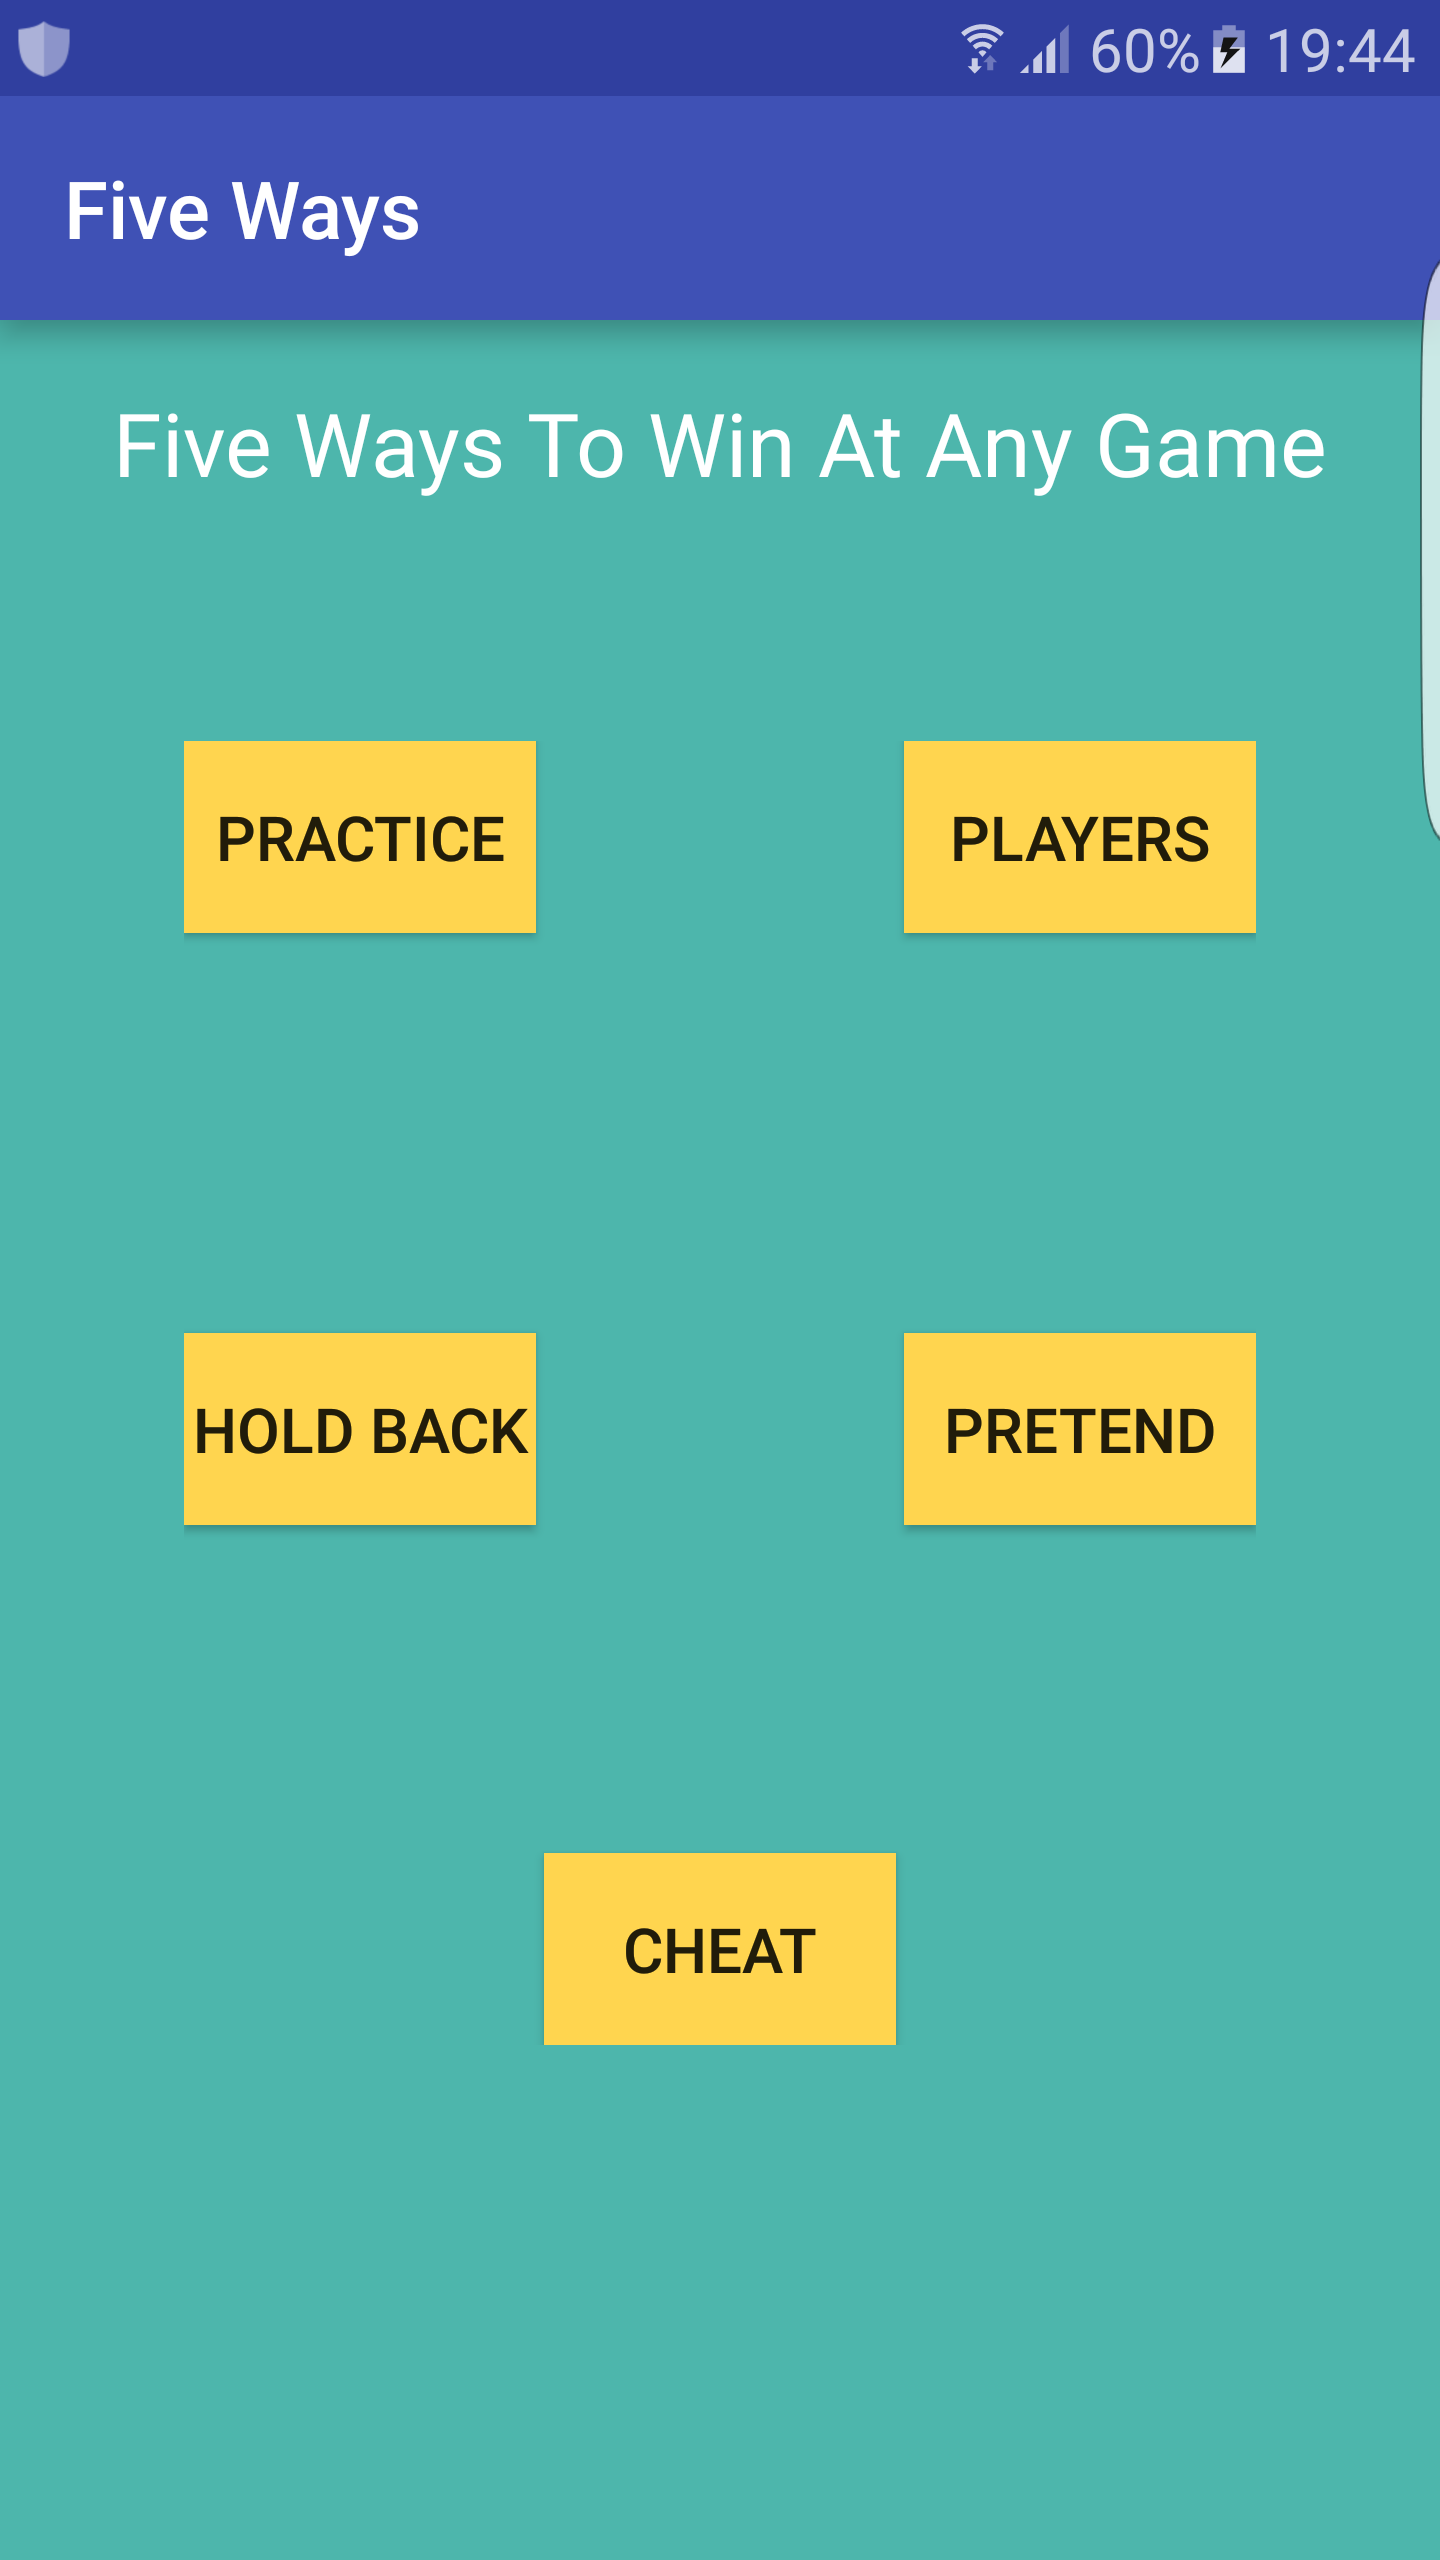 60% 19:44
Five Ways
Five Ways To Win At Any Game
PRACTICE
PLAYERS
HOLD BACK
PRETEND
CHEAT